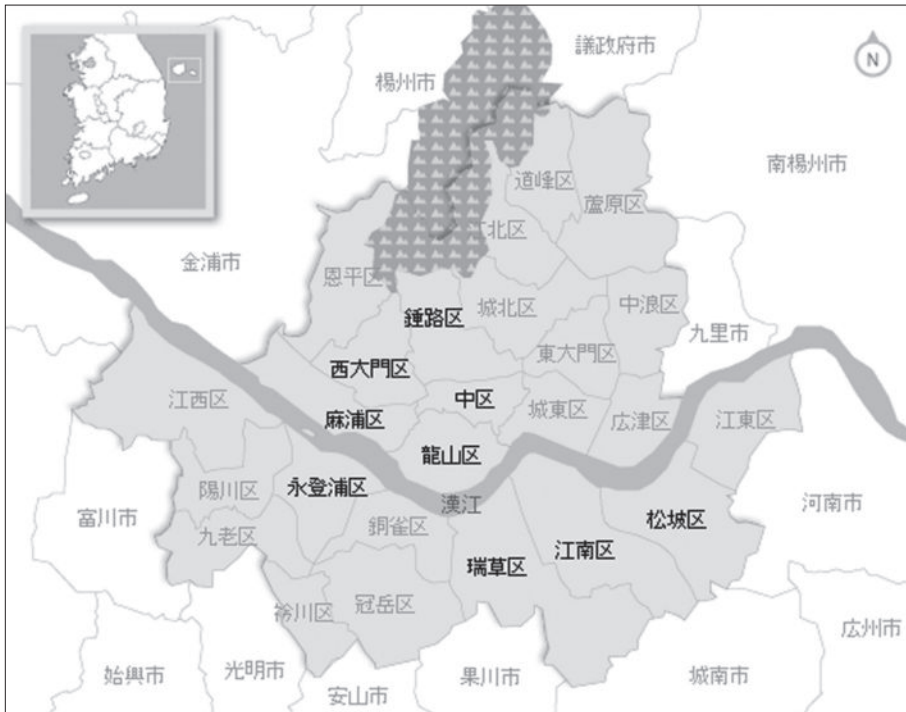 議政府市
N
楊州市
南楊州市
道峰区
蘆原区
江北区
金浦市
恩平区
城北区
中浪区
鍾路区
九里市
東大門区
西大門区
江西区
中区
城東区
広津区
江東区
麻浦区
龍山区
陽川区
永登浦区
漢江
河南市
富川市
銅雀区
松坡区
九老区
江南区
瑞草区
衿川区
冠岳区
広州市
始興市
光明市
果川市
城南市
安山市